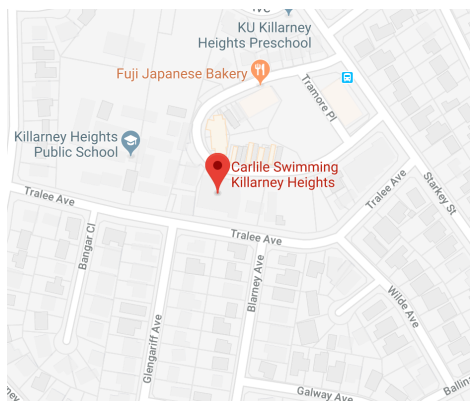 KU Killarney
Heights Preschool
Fuji Japanese Bakery
Tramore Pl
Killarney Heights
Public School
Carlile Swimming
Killarney Heights
Tralee Ave
Starkey St
Tralee Ave
Tralee Ave
Bangar Cl
Blarney Ave
Wilde Ave
Glengariff Ave
Galway Ave